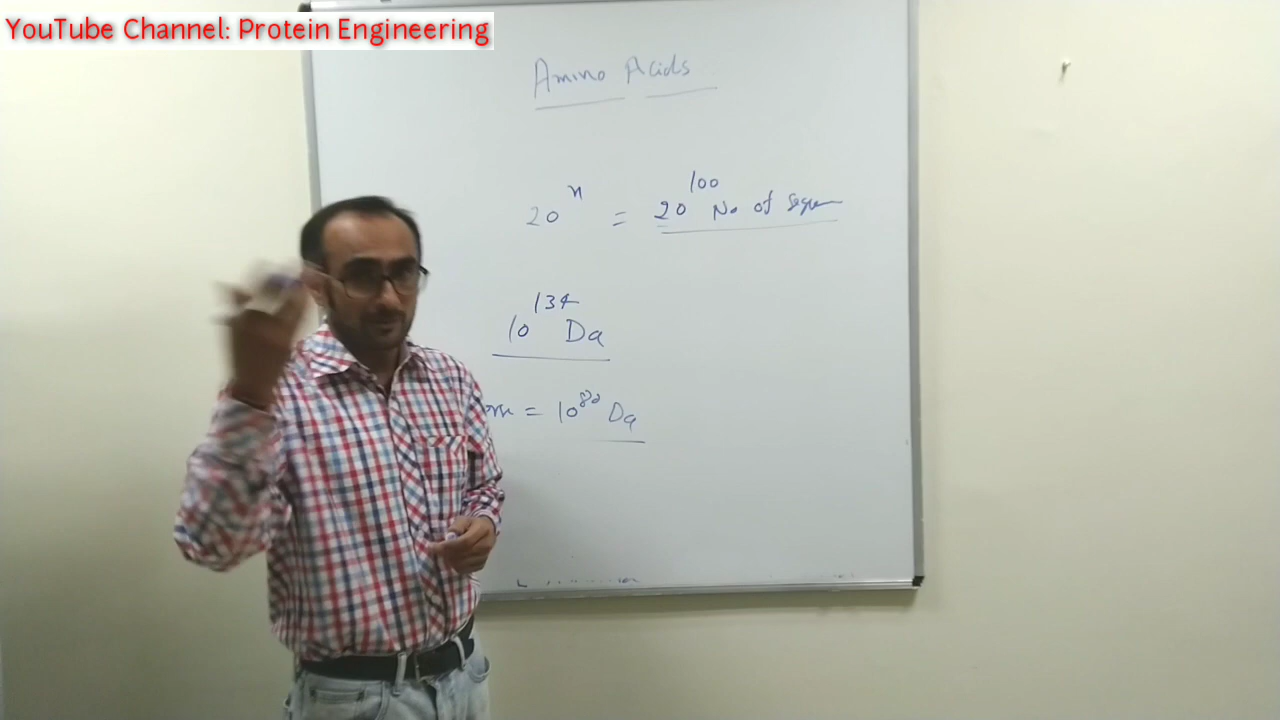 YouTube Channel: Protein Engineering
Amino Acids
20^n = 20^100 No of
10^134 Da
= 10^80 Da